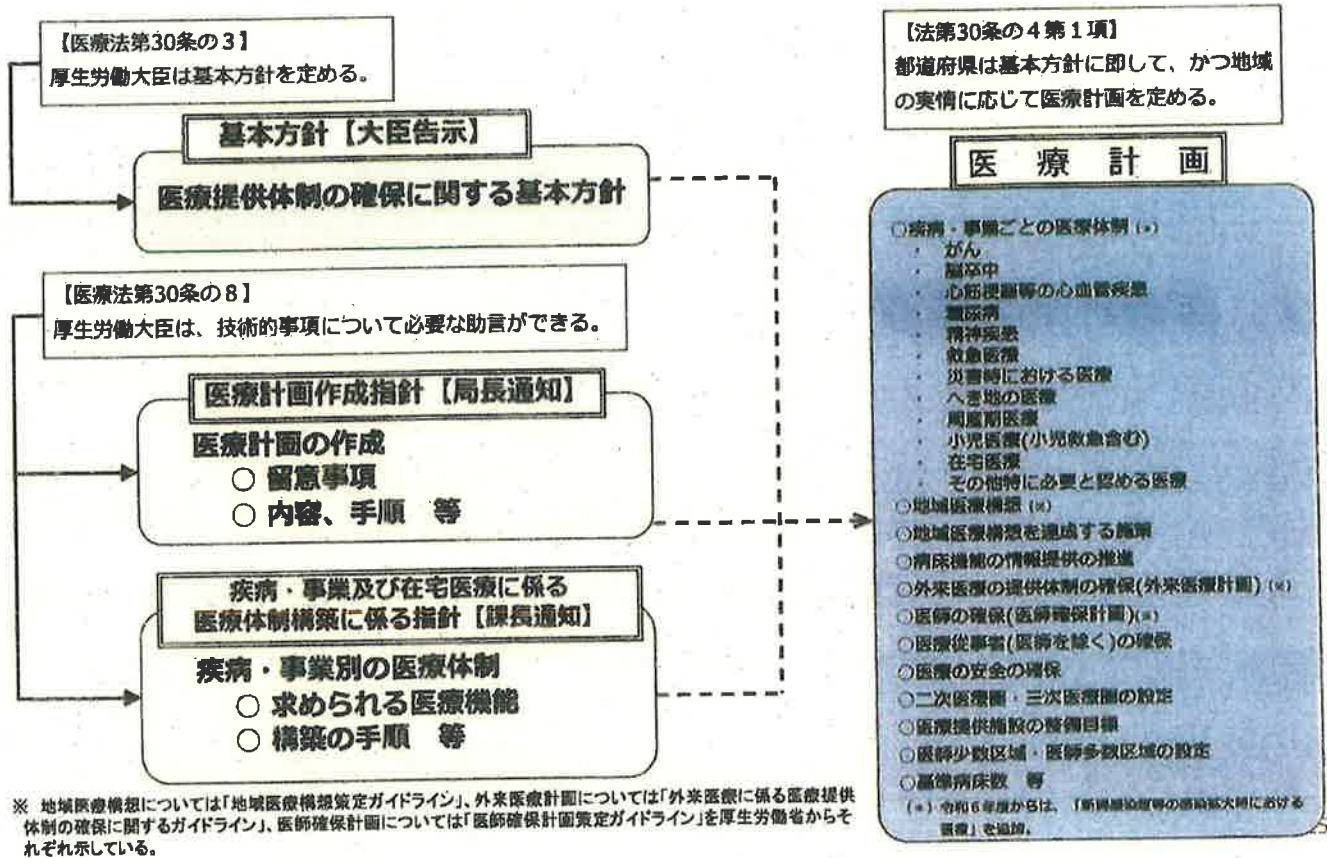 【医療法第30条の3】
厚生労働大臣は基本方針を定める。
基本方針【大臣告示】
医療提供体制の確保に関する基本方針
【医療法第30条の8】
厚生労働大臣は、技術的事項について必要な助言ができる。
医療計画作成指針【局長通知】
医療計画の作成
○ 留意事項
○ 内容、手順 等
疾病・事業及び在宅医療に係る
医療体制構築に係る指針【課長通知】
疾病・事業別の医療体制
○ 求められる医療機能
○ 構築の手順 等
※ 地域医療構想については「地域医療構想策定ガイドライン」、外来医療計画については「外来医療に係る医療提供
体制の確保に関するガイドライン」、医師確保計画については「医師確保計画策定ガイドライン」を厚生労働省からそ
れぞれ示している。
【法第30条の4第1項】
都道府県は基本方針に即して、かつ地域
の実情に応じて医療計画を定める。
医療計画
○疾病・事業ごとの医療体制(*)
・ がん
・ 脳卒中
・ 心筋梗塞等の心血管疾患
・ 糖尿病
・ 精神疾患
・ 救急医療
・ 災害時における医療
・ へき地の医療
・ 周産期医療
・ 小児医療(小児救急含む)
・ 在宅医療
・ その他特に必要と認める医療
○地域医療構想(※)
○地域医療構想を達成する施策
○病床機能の情報提供の推進
○外来医療の提供体制の確保(外来医療計画)(※)
○医師の確保(医師確保計画)(※)
○医療従事者(医師を除く)の確保
○医療の安全の確保
○二次医療圏・三次医療圏の設定
○医療提供施設の整備目標
○医師少数区域・医師多数区域の設定
○基準病床数 等
(*)令和6年度からは、「新興感染症等の感染拡大時における
医療」を追加。